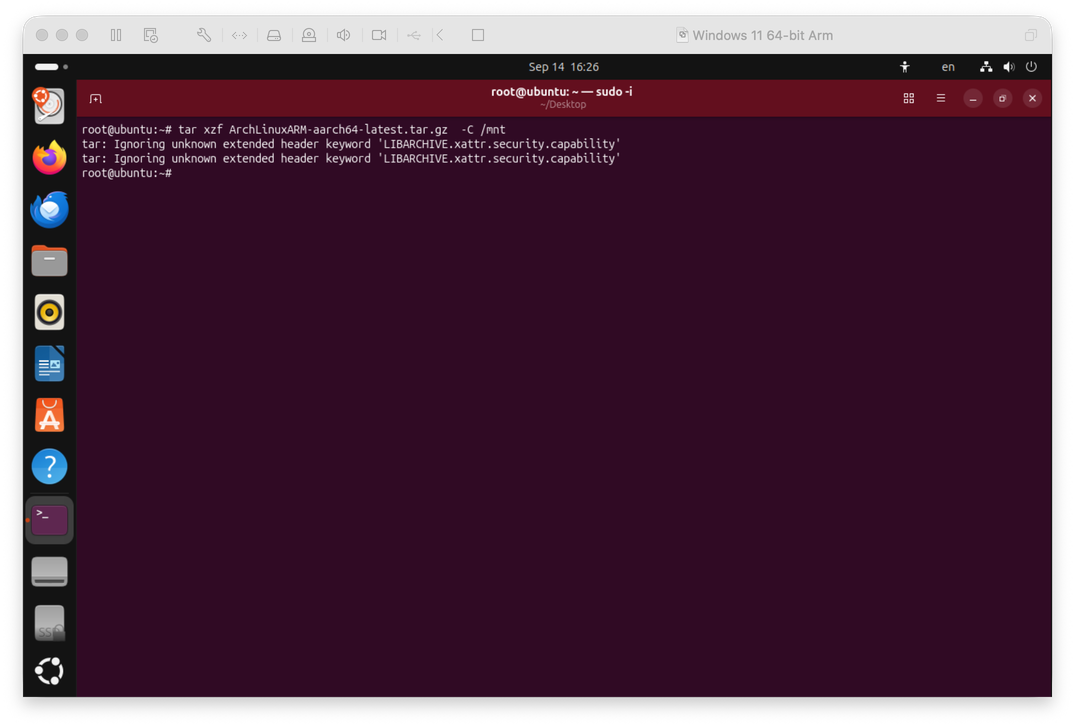 Windows 11 64-bit Arm
Sep 14 16:26
en
root@ubuntu: ~ — sudo -i
~/Desktop
root@ubuntu:~# tar xzf ArchLinuxARM-aarch64-latest.tar.gz  -C /mnt
tar: Ignoring unknown extended header keyword 'LIBARCHIVE.xattr.security.capability'
tar: Ignoring unknown extended header keyword 'LIBARCHIVE.xattr.security.capability'
root@ubuntu:~#
>_
?
SSD